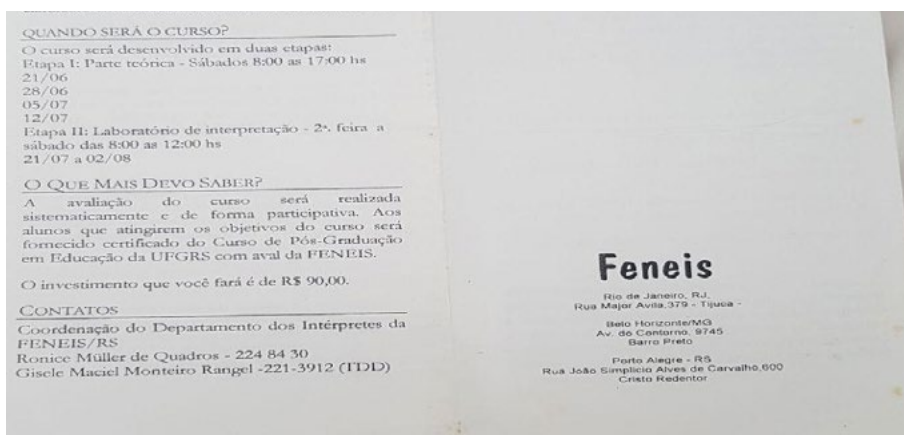 QUANDO SERÁ O CURSO?
O curso será desenvolvido em duas etapas:
Etapa I: Parte teórica - Sábados 8:00 as 17:00 hs
21/06
28/06
05/07
12/07
Etapa II: Laboratório de interpretação - 2ª. feira a
sábado das 8:00 as 12:00 hs
21/07 a 02/08
O QUE MAIS DEVO SABER?
A avaliação do curso será realizada
sistematicamente e de forma participativa. Aos
alunos que atingirem os objetivos do curso será
fornecido certificado do Curso de Pós-Graduação
em Educação da UFGRS com aval da FENEIS.
O investimento que você fará é de R$ 90,00.
CONTATOS
Coordenação do Departamento dos Intérpretes da
FENEIS/RS
Ronice Müller de Quadros - 224 84 30
Gisele Maciel Monteiro Rangel -221-3912 (TDD)
Feneis
Rio de Janeiro, RJ,
Rua Major Avila,379 - Tijuca -
Belo Horizonte/MG
Av. do Contorno, 9745
Barro Preto
Porto Alegre - RS
Rua João Simplicio Alves de Carvalho,600
Cristo Redentor